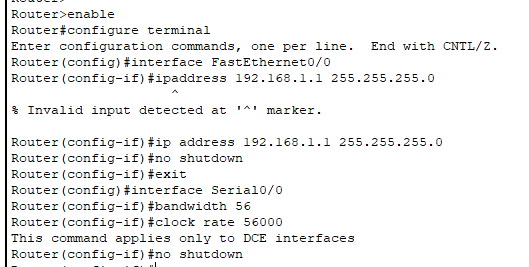 Router>enable
Router#configure terminal
Enter configuration commands, one per line.  End with CNTL/Z.
Router(config)#interface FastEthernet0/0
Router(config-if)#ipaddress 192.168.1.1 255.255.255.0
^
% Invalid input detected at '^' marker.
Router(config-if)#ip address 192.168.1.1 255.255.255.0
Router(config-if)#no shutdown
Router(config-if)#exit
Router(config)#interface Serial0/0
Router(config-if)#bandwidth 56
Router(config-if)#clock rate 56000
This command applies only to DCE interfaces
Router(config-if)#no shutdown